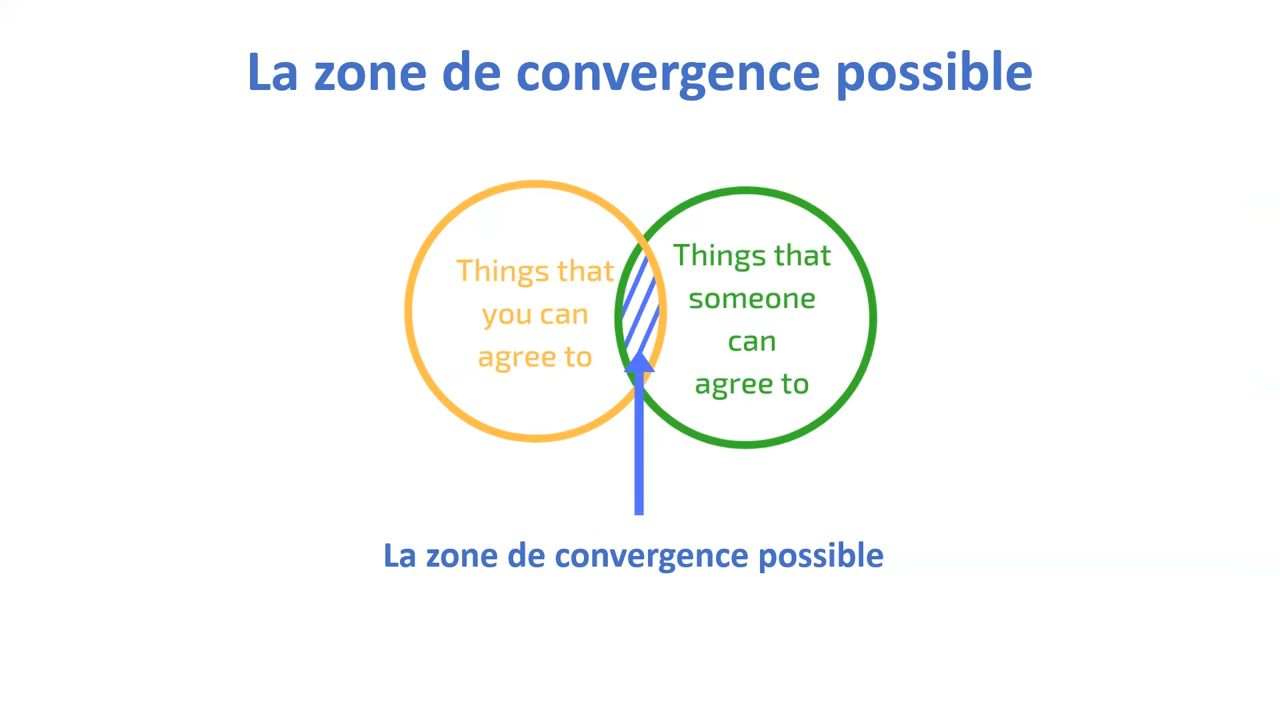 La zone de convergence possible
Things that
you can
agree to
Things that
someone
can
agree to
La zone de convergence possible